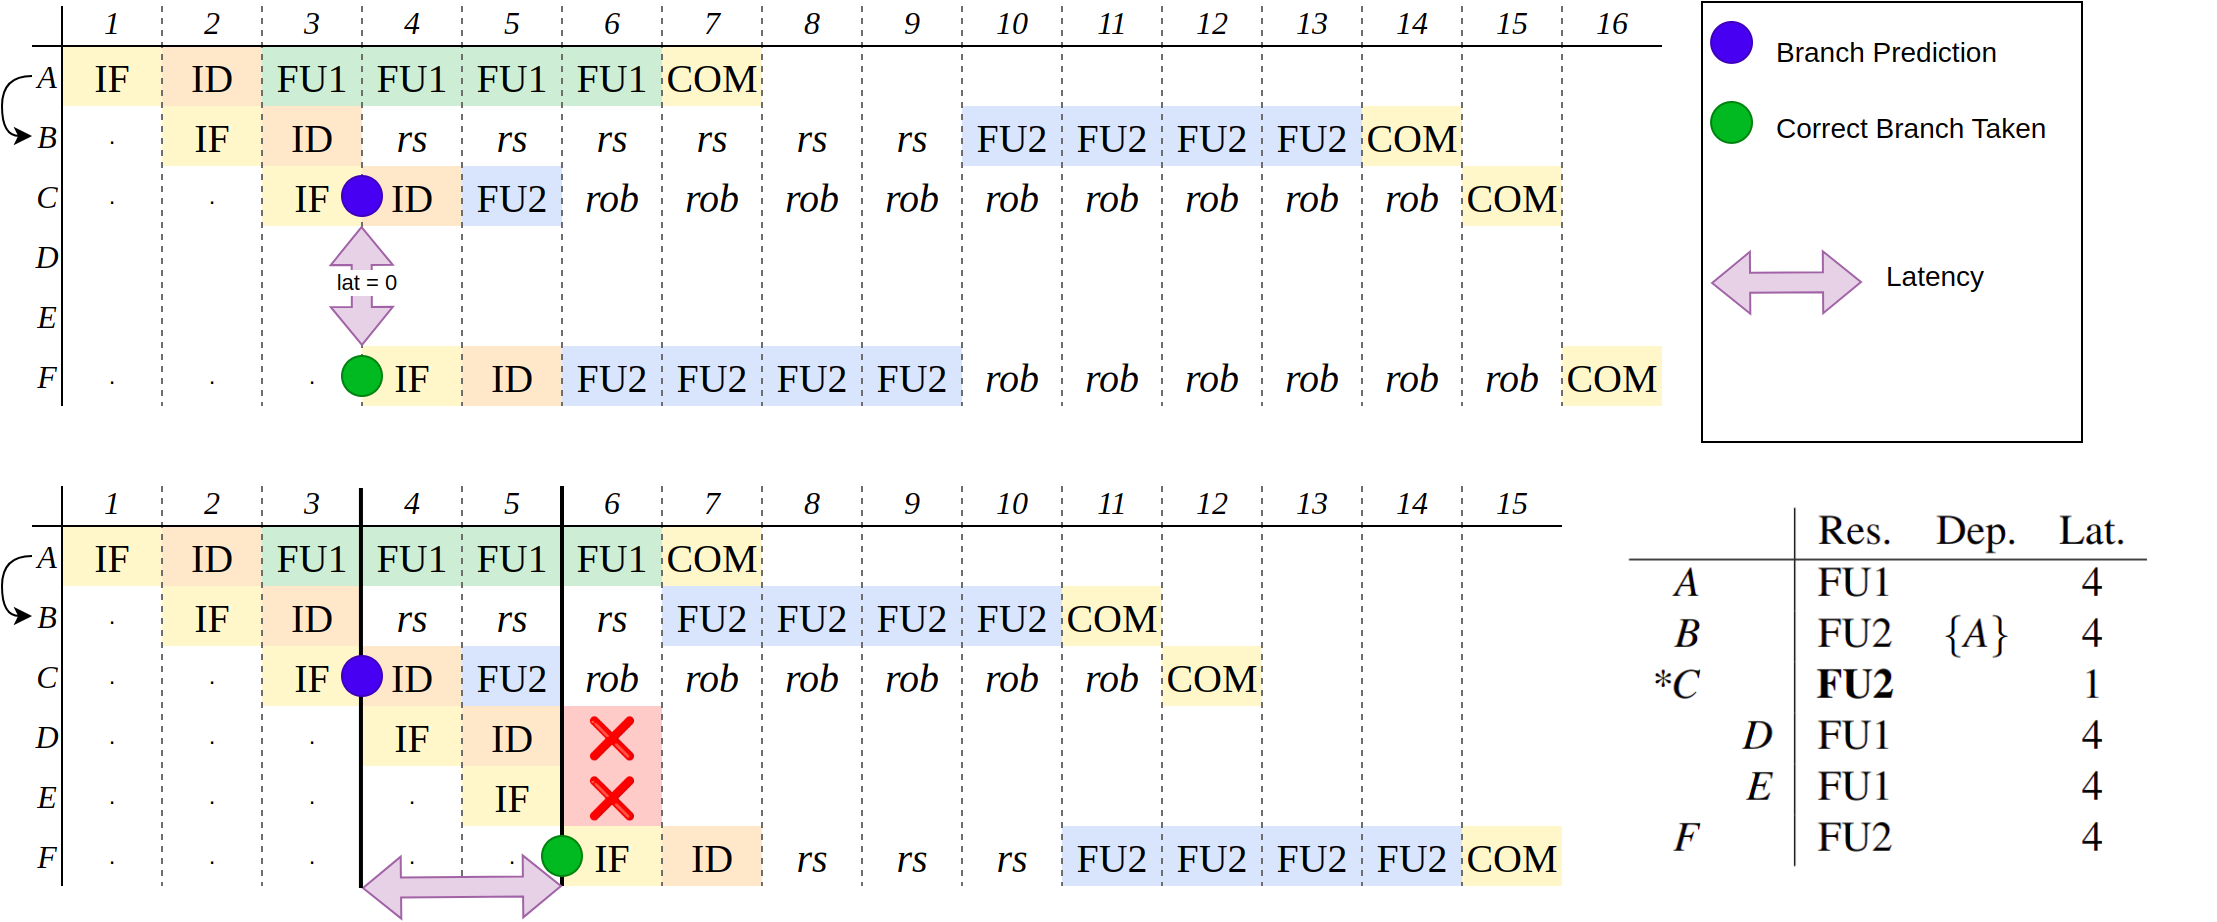 1 2 3 4 5 6 7 8 9 10 11 12 13 14 15 16
A IF ID FU1 FU1 FU1 FU1 COM
B . IF ID rs rs rs rs rs rs FU2 FU2 FU2 FU2 COM
C . . IF ID FU2 rob rob rob rob rob rob rob rob rob COM
D
lat = 0
E
F . . . IF ID FU2 FU2 FU2 FU2 rob rob rob rob rob rob COM
Branch Prediction
Correct Branch Taken
Latency
1 2 3 4 5 6 7 8 9 10 11 12 13 14 15
A IF ID FU1 FU1 FU1 FU1 COM
B . IF ID rs rs rs FU2 FU2 FU2 FU2 COM
C . . IF ID FU2 rob rob rob rob rob rob COM
D . . . IF ID
E . . . . IF
F . . . . . IF ID rs rs rs FU2 FU2 FU2 FU2 COM
Res. Dep. Lat.
A FU1 4
B FU2 {A} 4
*C FU2 1
D FU1 4
E FU1 4
F FU2 4